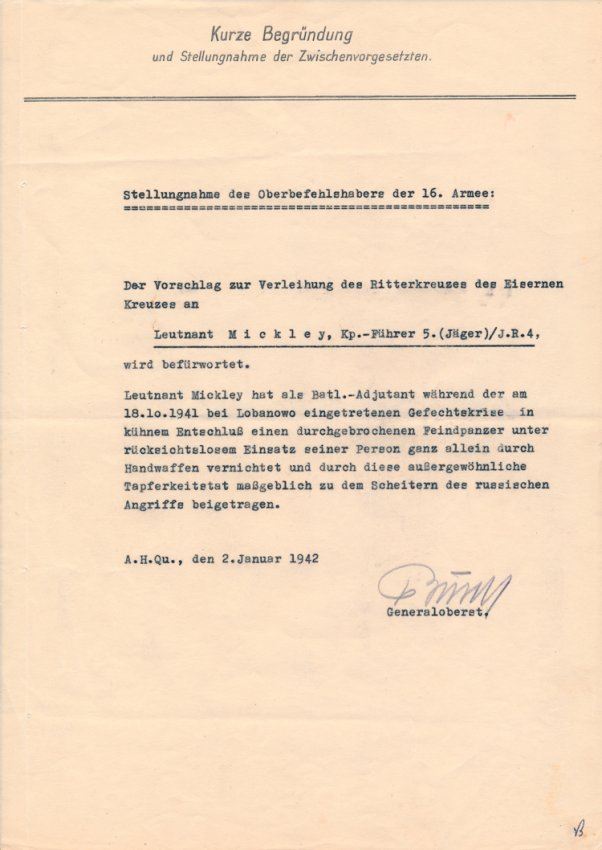 Kurze Begründung
und Stellungnahme der Zwischenvorgesetzten.
Stellungnahme des Oberbefehlshabers der 16. Armee:
Der Vorschlag zur Verleihung des Ritterkreuzes des Eisernen
Kreuzes an
Leutnant M i c k l e y, Kp.-Führer 5.(Jäger)/J.R.4,
wird befürwortet.
Leutnant Mickley hat als Batl.-Adjutant während der am
18.1o.1941 bei Lobanowo eingetretenen Gefechtskrise in
kühnem Entschluß einen durchgebrochenen Feindpanzer unter
rücksichtslosem Einsatz seiner Person ganz allein durch
Handwaffen vernichtet und durch diese außergewöhnliche
Tapferkeitstat maßgeblich zu dem Scheitern des russischen
Angriffs beigetragen.
A.H.Qu., den 2.Januar 1942
Generaloberst.